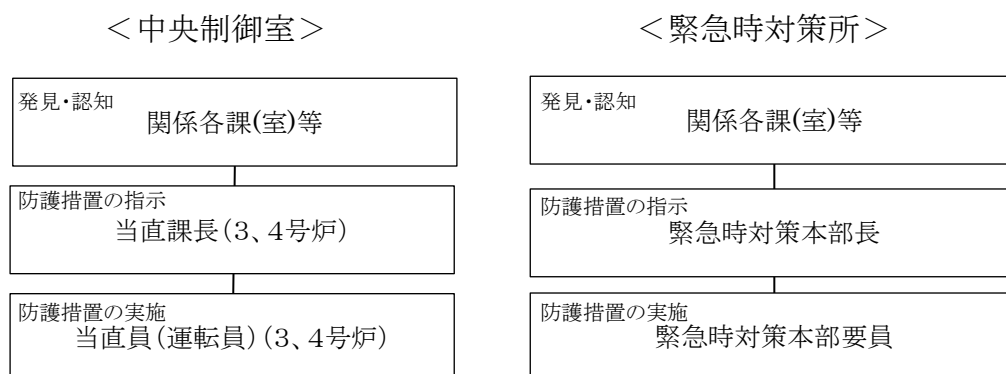 ＜中央制御室＞
発見・認知
関係各課(室)等
防護措置の指示
当直課長（３、４号炉）
防護措置の実施
当直員（運転員）（３、４号炉）
＜緊急時対策所＞
発見・認知
関係各課(室)等
防護措置の指示
緊急時対策本部長
防護措置の実施
緊急時対策本部要員